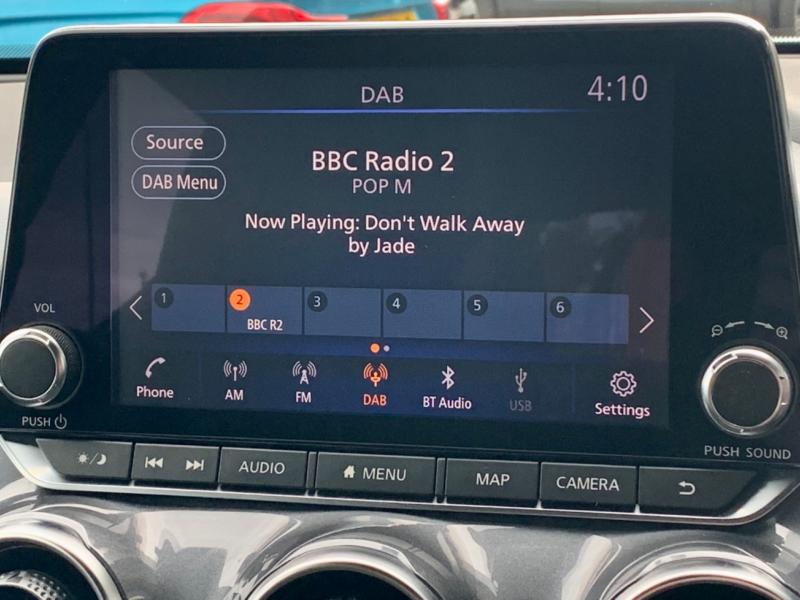 DAB
4:10
Source
DAB Menu
BBC Radio 2
POP M
Now Playing: Don't Walk Away
by Jade
1
2
3
4
5
6
BBC R2
Phone
AM
FM
DAB
BT Audio
USB
Settings
VOL
PUSH
PUSH SOUND
AUDIO
MENU
MAP
CAMERA